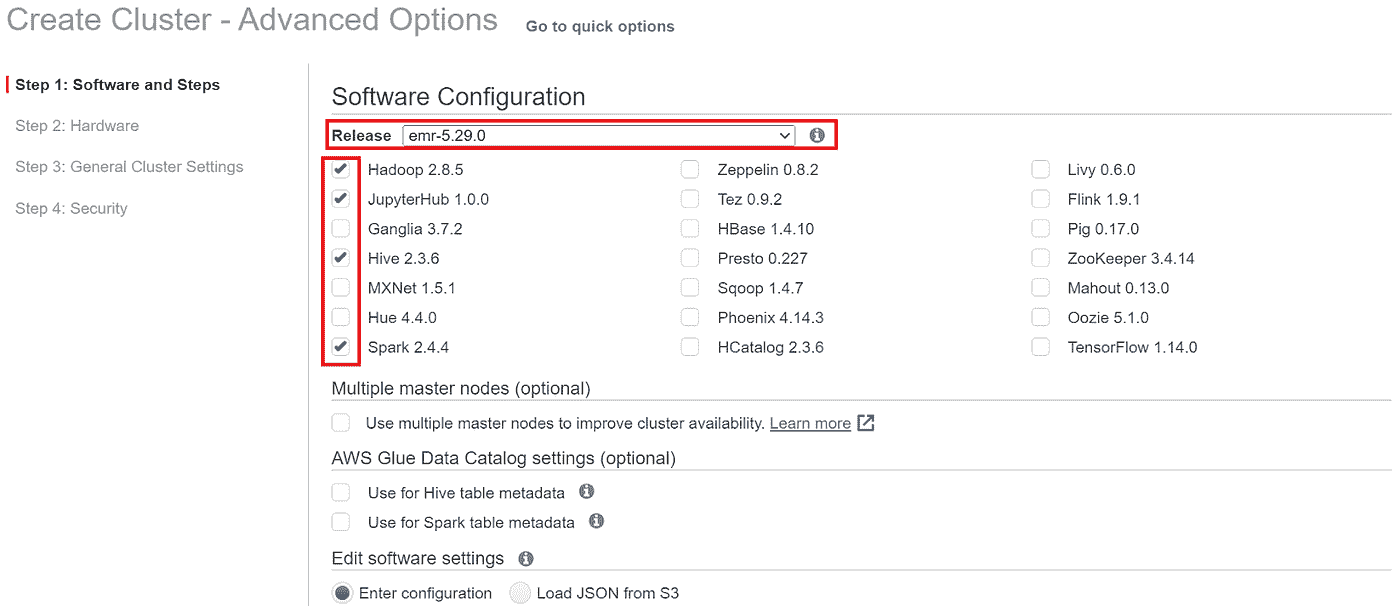 Create Cluster - Advanced Options Go to quick options
Step 1: Software and Steps
Step 2: Hardware
Step 3: General Cluster Settings
Step 4: Security
Software Configuration
Release emr-5.29.0
Hadoop 2.8.5 Zeppelin 0.8.2 Livy 0.6.0
JupyterHub 1.0.0 Tez 0.9.2 Flink 1.9.1
Ganglia 3.7.2 HBase 1.4.10 Pig 0.17.0
Hive 2.3.6 Presto 0.227 ZooKeeper 3.4.14
MXNet 1.5.1 Sqoop 1.4.7 Mahout 0.13.0
Hue 4.4.0 Phoenix 4.14.3 Oozie 5.1.0
Spark 2.4.4 HCatalog 2.3.6 TensorFlow 1.14.0
Multiple master nodes (optional)
Use multiple master nodes to improve cluster availability. Learn more
AWS Glue Data Catalog settings (optional)
Use for Hive table metadata
Use for Spark table metadata
Edit software settings
Enter configuration Load JSON from S3